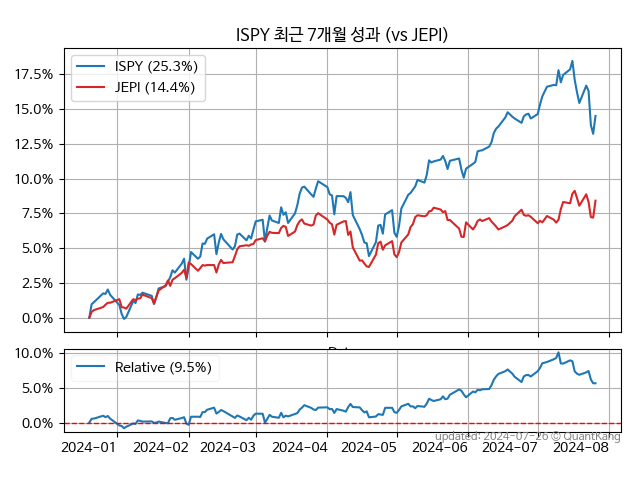 ISPY 최근 7개월 성과 (vs JEPI)
ISPY (25.3%)
JEPI (14.4%)
17.5%
15.0%
12.5%
10.0%
7.5%
5.0%
2.5%
0.0%
Relative (9.5%)
10.0%
5.0%
0.0%
updated: 2024-07-26 © QuantKang
2024-01 2024-02 2024-03 2024-04 2024-05 2024-06 2024-07 2024-08